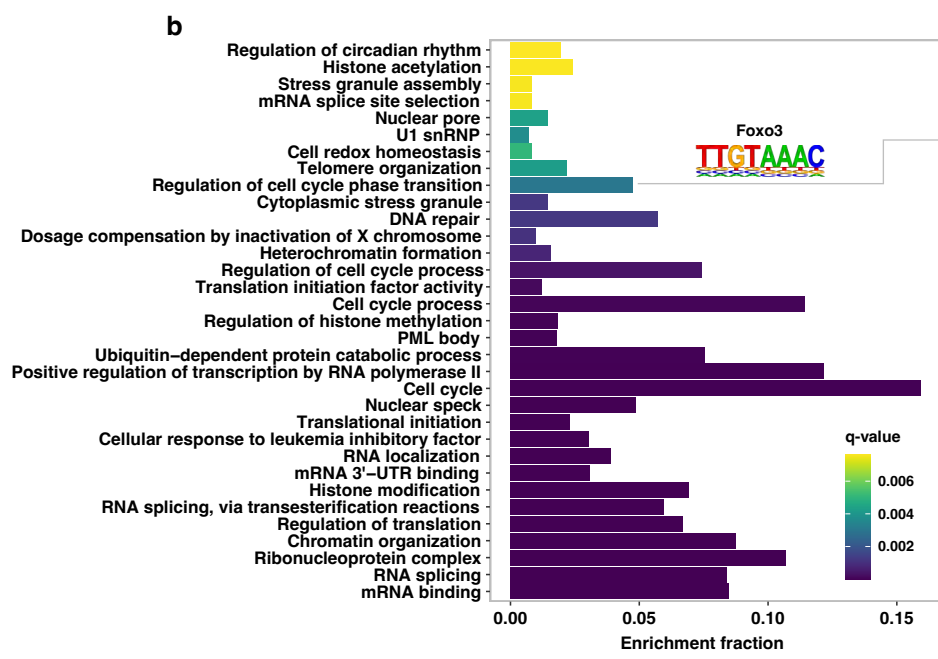 b
Regulation of circadian rhythm
Histone acetylation
Stress granule assembly
mRNA splice site selection
Nuclear pore
U1 snRNP
Cell redox homeostasis
Telomere organization
Regulation of cell cycle phase transition
Cytoplasmic stress granule
DNA repair
Dosage compensation by inactivation of X chromosome
Heterochromatin formation
Regulation of cell cycle process
Translation initiation factor activity
Cell cycle process
Regulation of histone methylation
PML body
Ubiquitin−dependent protein catabolic process
Positive regulation of transcription by RNA polymerase II
Cell cycle
Nuclear speck
Translational initiation
Cellular response to leukemia inhibitory factor
RNA localization
mRNA 3'−UTR binding
Histone modification
RNA splicing, via transesterification reactions
Regulation of translation
Chromatin organization
Ribonucleoprotein complex
RNA splicing
mRNA binding
Foxo3
TTGTAAAC
q-value
0.006
0.004
0.002
0.00 0.05 0.10 0.15
Enrichment fraction